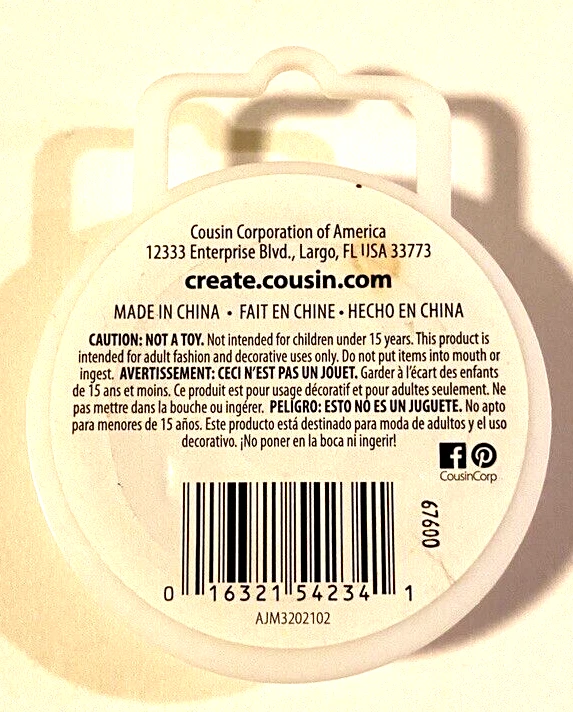 Cousin Corporation of America
12333 Enterprise Blvd., Largo, FL USA 33773
create.cousin.com
MADE IN CHINA • FAIT EN CHINE • HECHO EN CHINA
CAUTION: NOT A TOY. Not intended for children under 15 years. This product is
intended for adult fashion and decorative uses only. Do not put items into mouth or
ingest. AVERTISSEMENT: CECI N'EST PAS UN JOUET. Garder à l'écart des enfants
de 15 ans et moins. Ce produit est pour usage décoratif et pour adultes seulement. Ne
pas mettre dans la bouche ou ingérer. PELIGRO: ESTO NO ES UN JUGUETE. No apto
para menores de 15 años. Este producto está destinado para moda de adultos y el uso
decorativo. ¡No poner en la boca ni ingerir!
CousinCorp
67600
0 16321 54234 1
AJM3202102